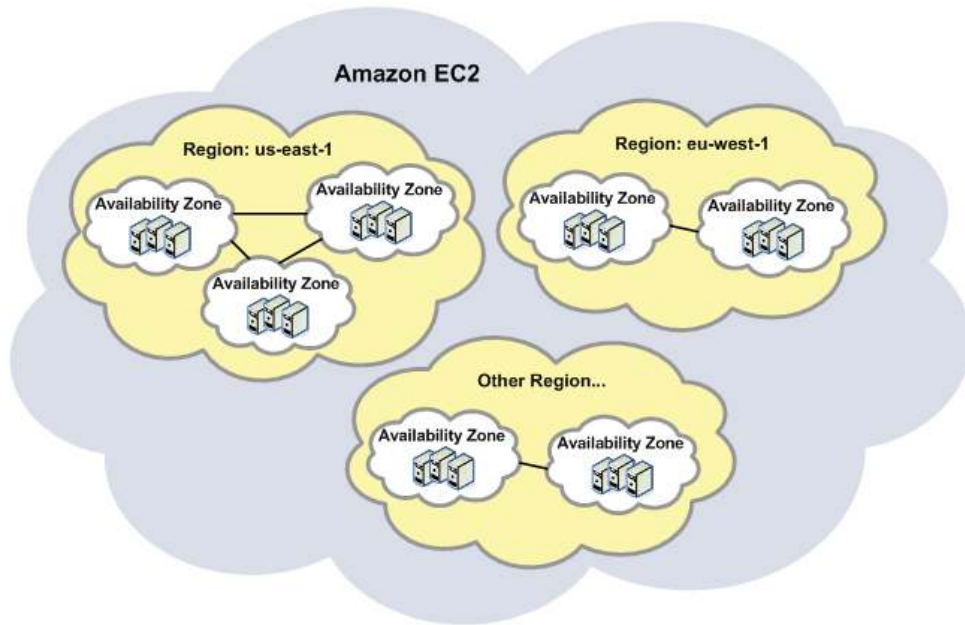 Amazon EC2
Region: us-east-1
Availability Zone
Availability Zone
Availability Zone
Region: eu-west-1
Availability Zone
Availability Zone
Other Region...
Availability Zone
Availability Zone